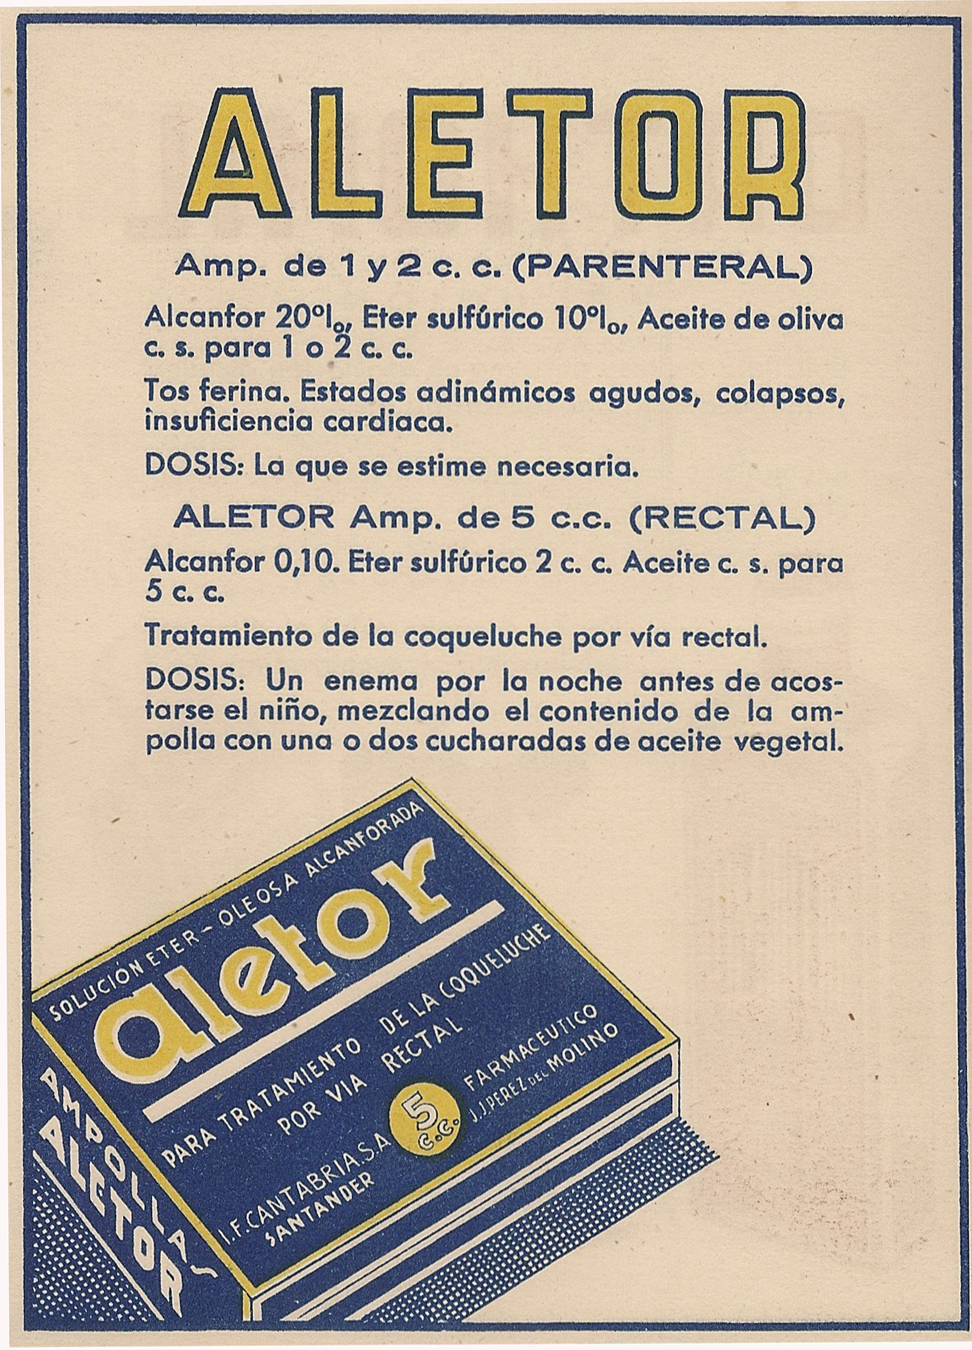 ALETOR
Amp. de 1 y 2 c. c. (PARENTERAL)
Alcanfor 20°l₀, Eter sulfúrico 10°l₀, Aceite de oliva
c. s. para 1 o 2 c. c.
Tos ferina. Estados adinámicos agudos, colapsos,
insuficiencia cardiaca.
DOSIS: La que se estime necesaria.
ALETOR Amp. de 5 c.c. (RECTAL)
Alcanfor 0,10. Eter sulfúrico 2 c. c. Aceite c. s. para
5 c. c.
Tratamiento de la coqueluche por vía rectal.
DOSIS: Un enema por la noche antes de acos-
tarse el niño, mezclando el contenido de la am-
polla con una o dos cucharadas de aceite vegetal.
SOLUCIÓN ETER - OLEOSA ALCANFORADA
aletor
PARA TRATAMIENTO DE LA COQUELUCHE
POR VIA RECTAL
I.F. CANTABRIA.S.A
SANTANDER
5
c.c.
FARMACEUTICO
J.J.PEREZ DEL MOLINO
AMPOLLAS
ALETOR